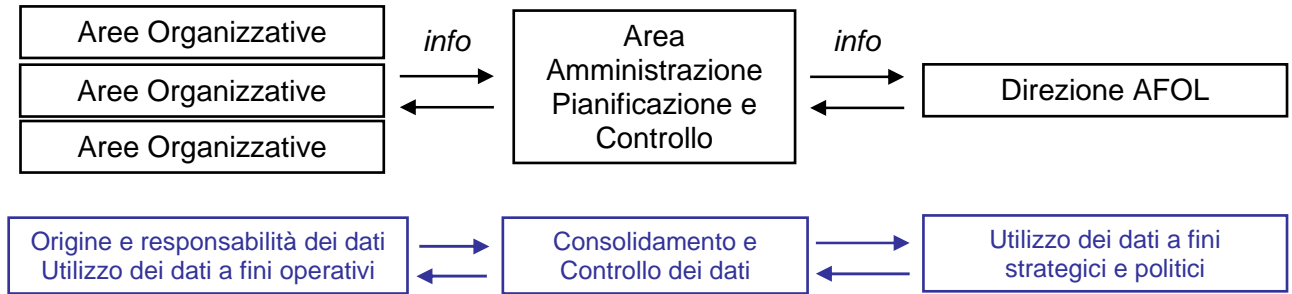 Aree Organizzative
Aree Organizzative
Aree Organizzative
info
Area
Amministrazione
Pianificazione e
Controllo
info
Direzione AFOL
Origine e responsabilità dei dati
Utilizzo dei dati a fini operativi
Consolidamento e
Controllo dei dati
Utilizzo dei dati a fini
strategici e politici